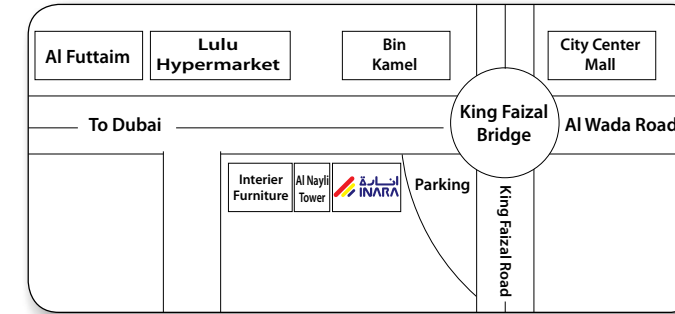 Al Futtaim
Lulu
Hypermarket
Bin
Kamel
City Center
Mall
To Dubai
King Faizal
Bridge
Al Wada Road
Interier
Furniture
Al Nayli
Tower
انارة
INARA
Parking
King Faizal Road